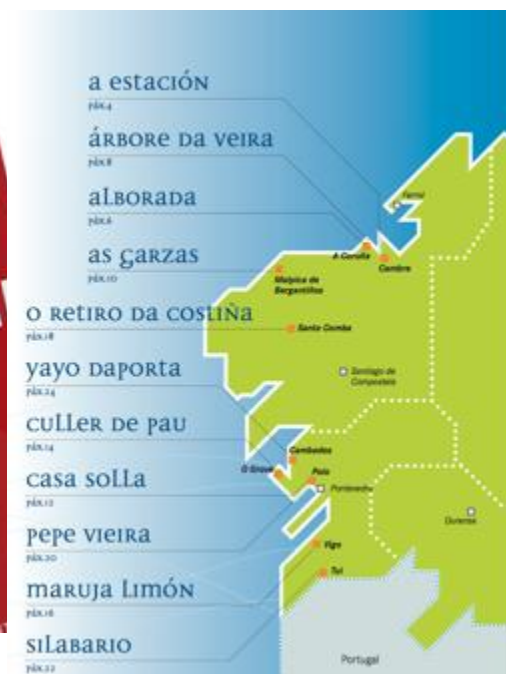 a estación
páx.4
árbore da veira
páx.8
alborada
páx.6
as garzas
páx.10
o retiro da costiña
páx.18
yayo daporta
páx.24
culler de pau
páx.14
casa solla
páx.12
pepe vieira
páx.20
maruja limón
páx.16
silabario
páx.22
Ferrol
A Coruña
Cambre
Malpica de
Bergantiños
Santa Comba
Santiago de
Compostela
Cambados
O Grove
Poio
Pontevedra
Ourense
Vigo
Tui
Portugal